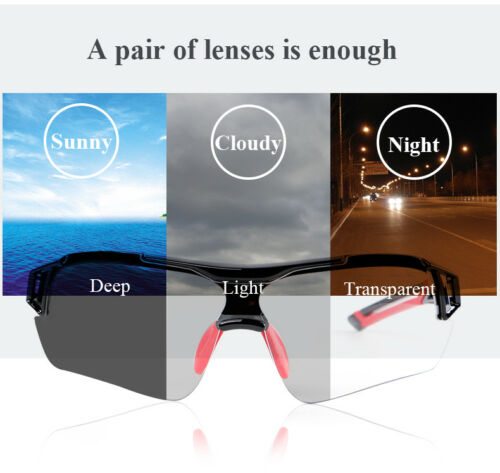 A pair of lenses is enough
Sunny
Cloudy
Night
Deep
Light
Transparent